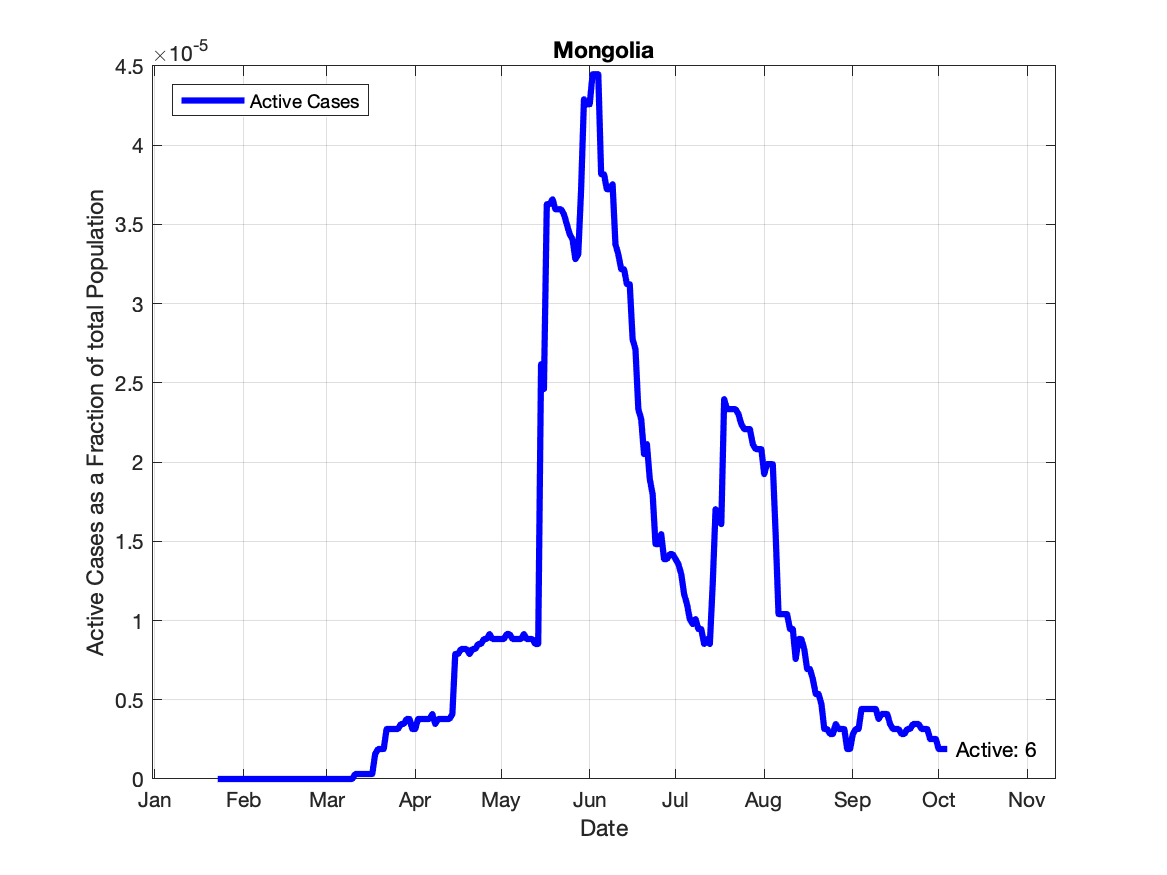 Mongolia
×10-5
Active Cases
4.5
4
3.5
3
2.5
2
1.5
1
0.5
0
Active Cases as a Fraction of total Population
Active: 6
Jan Feb Mar Apr May Jun Jul Aug Sep Oct Nov
Date